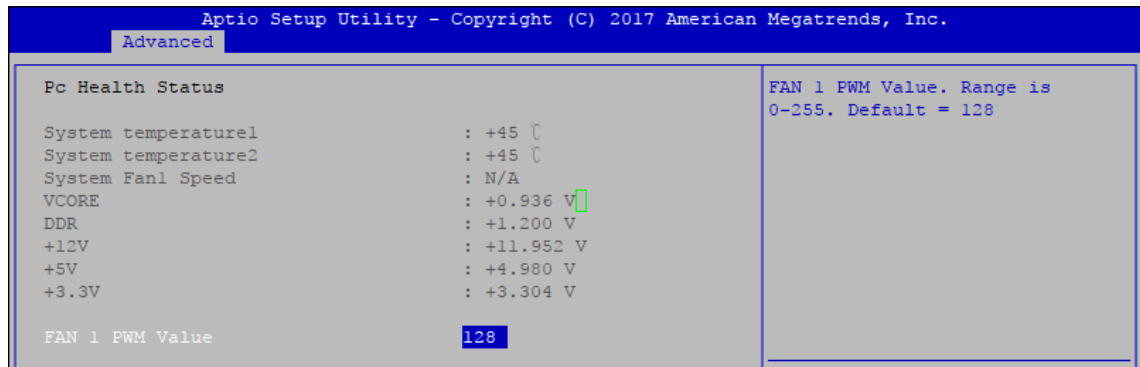 Aptio Setup Utility - Copyright (C) 2017 American Megatrends, Inc.
Advanced
Pc Health Status
System temperature1 : +45 ℃
System temperature2 : +45 ℃
System Fan1 Speed : N/A
VCORE : +0.936 V
DDR : +1.200 V
+12V : +11.952 V
+5V : +4.980 V
+3.3V : +3.304 V
FAN 1 PWM Value 128
FAN 1 PWM Value. Range is
0-255. Default = 128